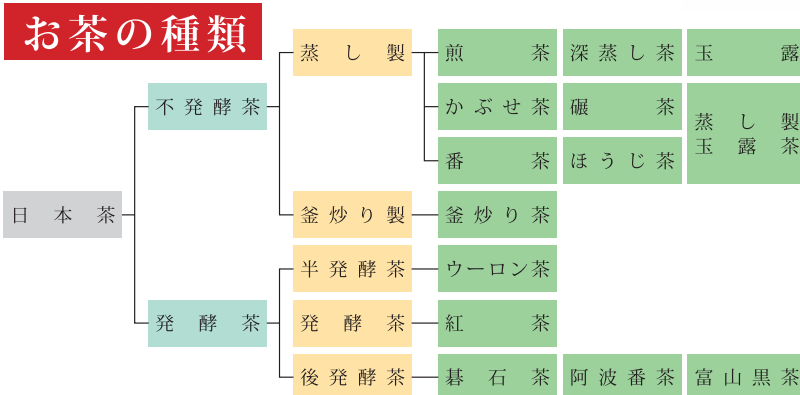 お茶の種類
日本茶
不発酵茶
蒸し製
煎茶
深蒸し茶
玉露
かぶせ茶
碾茶
蒸し製
玉露茶
番茶
ほうじ茶
釜炒り製
釜炒り茶
発酵茶
半発酵茶
ウーロン茶
発酵茶
紅茶
後発酵茶
碁石茶
阿波番茶
富山黒茶